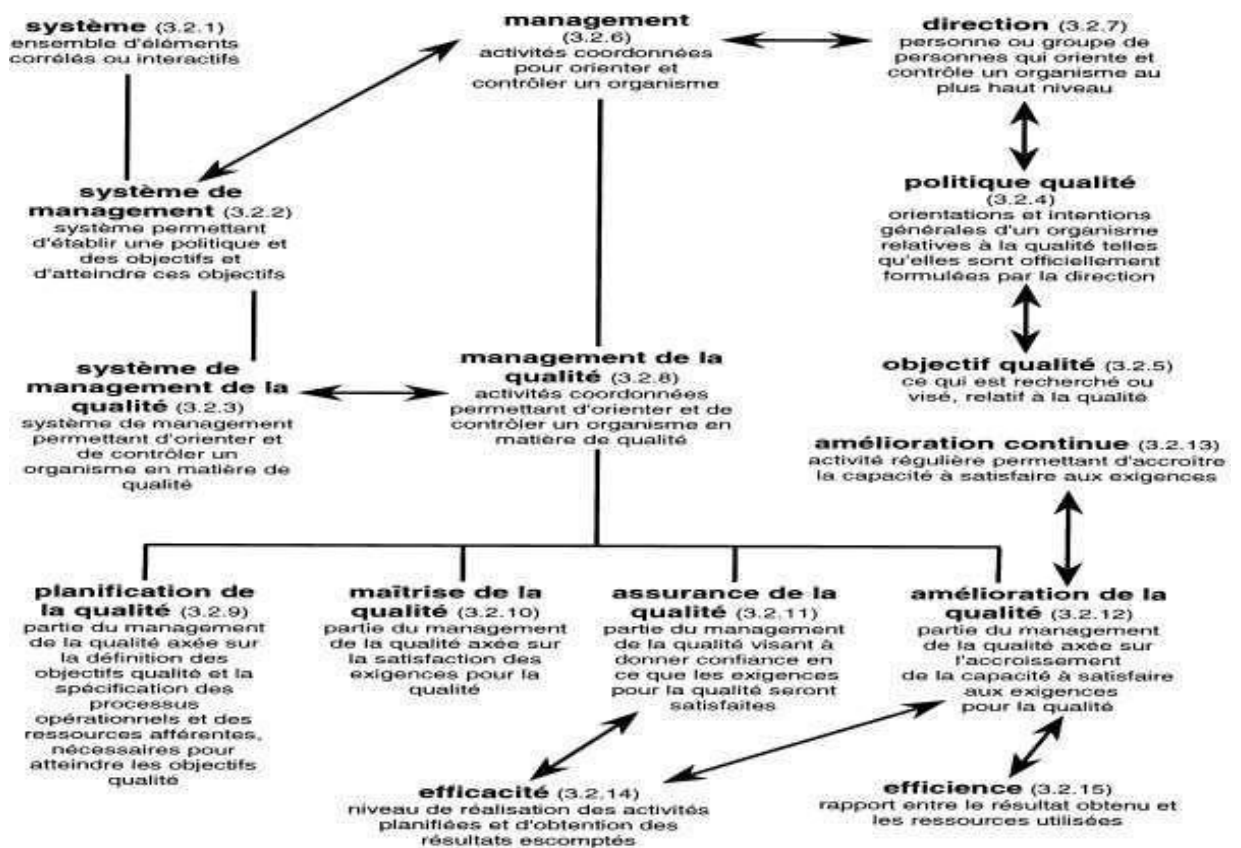 système (3.2.1)
ensemble d'éléments
corrélés ou interactifs
management
(3.2.6)
activités coordonnées
pour orienter et
contrôler un organisme
direction (3.2.7)
personne ou groupe de
personnes qui oriente et
contrôle un organisme au
plus haut niveau
système de
management (3.2.2)
système permettant
d'établir une politique et
des objectifs et
d'atteindre ces objectifs
politique qualité
(3.2.4)
orientations et intentions
générales d'un organisme
relatives à la qualité telles
qu'elles sont officiellement
formulées par la direction
système de
management de la
qualité (3.2.3)
système de management
permettant d'orienter et
de contrôler un
organisme en matière de
qualité
management de la
qualité (3.2.8)
activités coordonnées
permettant d'orienter et de
contrôler un organisme en
matière de qualité
objectif qualité (3.2.5)
ce qui est recherché ou
visé, relatif à la qualité
amélioration continue (3.2.13)
activité régulière permettant d'accroître
la capacité à satisfaire aux exigences
planification de
la qualité (3.2.9)
partie du management
de la qualité axée sur
la définition des
objectifs qualité et la
spécification des
processus
opérationnels et des
ressources afférentes,
nécessaires pour
atteindre les objectifs
qualité
maîtrise de la
qualité (3.2.10)
partie du management
de la qualité axée sur
la satisfaction des
exigences pour la
qualité
assurance de la
qualité (3.2.11)
partie du management
de la qualité visant à
donner confiance en
ce que les exigences
pour la qualité seront
satisfaites
amélioration de la
qualité (3.2.12)
partie du management
de la qualité axée sur
l'accroissement
de la capacité à satisfaire
aux exigences
pour la qualité
efficacité (3.2.14)
niveau de réalisation des activités
planifiées et d'obtention des
résultats escomptés
efficience (3.2.15)
rapport entre le résultat obtenu et
les ressources utilisées